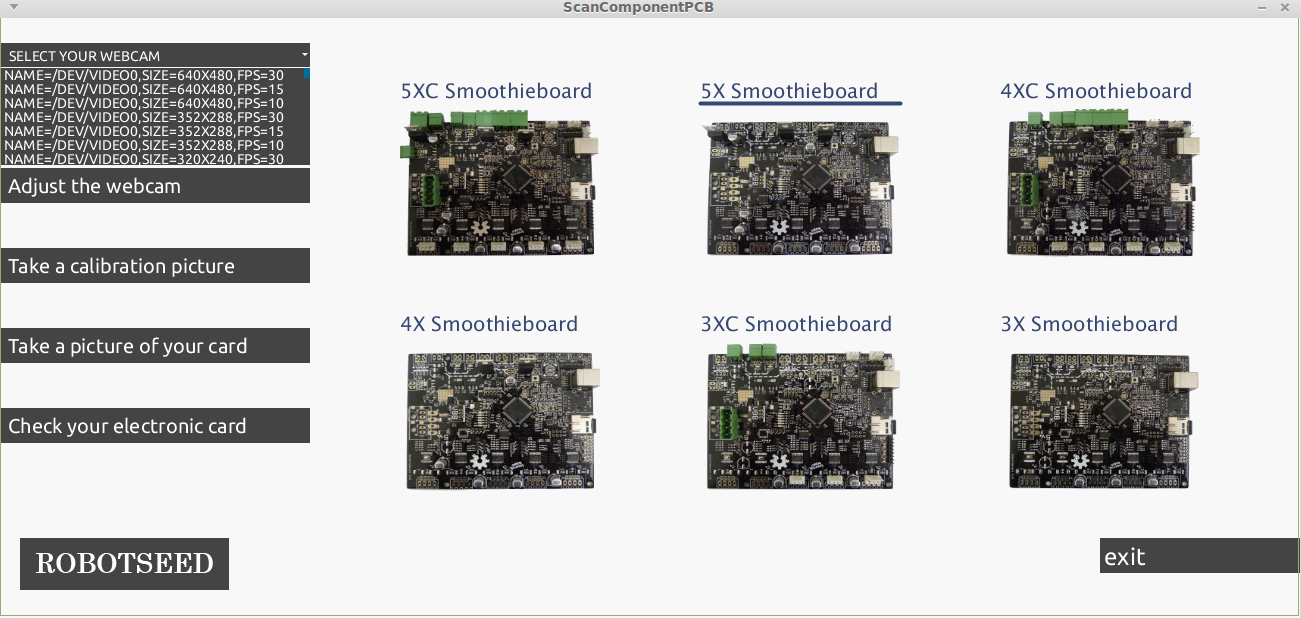 ScanComponentPCB
SELECT YOUR WEBCAM
NAME=/DEV/VIDEO0,SIZE=640X480,FPS=30
NAME=/DEV/VIDEO0,SIZE=640X480,FPS=15
NAME=/DEV/VIDEO0,SIZE=640X480,FPS=10
NAME=/DEV/VIDEO0,SIZE=352X288,FPS=30
NAME=/DEV/VIDEO0,SIZE=352X288,FPS=15
NAME=/DEV/VIDEO0,SIZE=352X288,FPS=10
NAME=/DEV/VIDEO0,SIZE=320X240,FPS=30
Adjust the webcam
Take a calibration picture
Take a picture of your card
Check your electronic card
ROBOTSEED
5XC Smoothieboard
5X Smoothieboard
4XC Smoothieboard
4X Smoothieboard
3XC Smoothieboard
3X Smoothieboard
exit